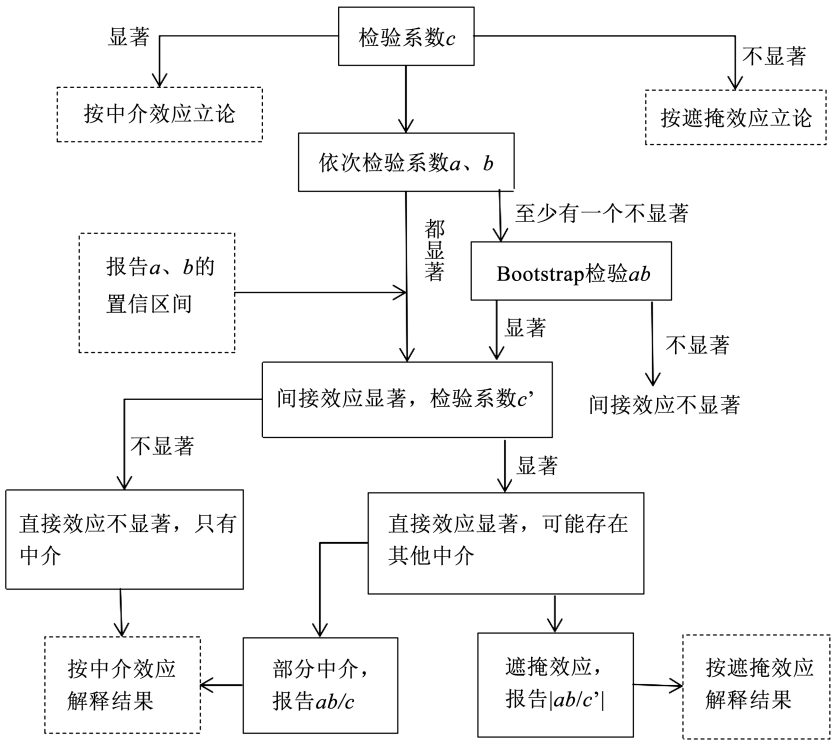 检验系数c
显著
不显著
按中介效应立论
按遮掩效应立论
依次检验系数a、b
至少有一个不显著
都显著
报告a、b的
置信区间
Bootstrap检验ab
显著
不显著
间接效应显著，检验系数c’
间接效应不显著
不显著
显著
直接效应不显著，只有
中介
直接效应显著，可能存在
其他中介
按中介效应
解释结果
部分中介，
报告ab/c
遮掩效应，
报告|ab/c’|
按遮掩效应
解释结果